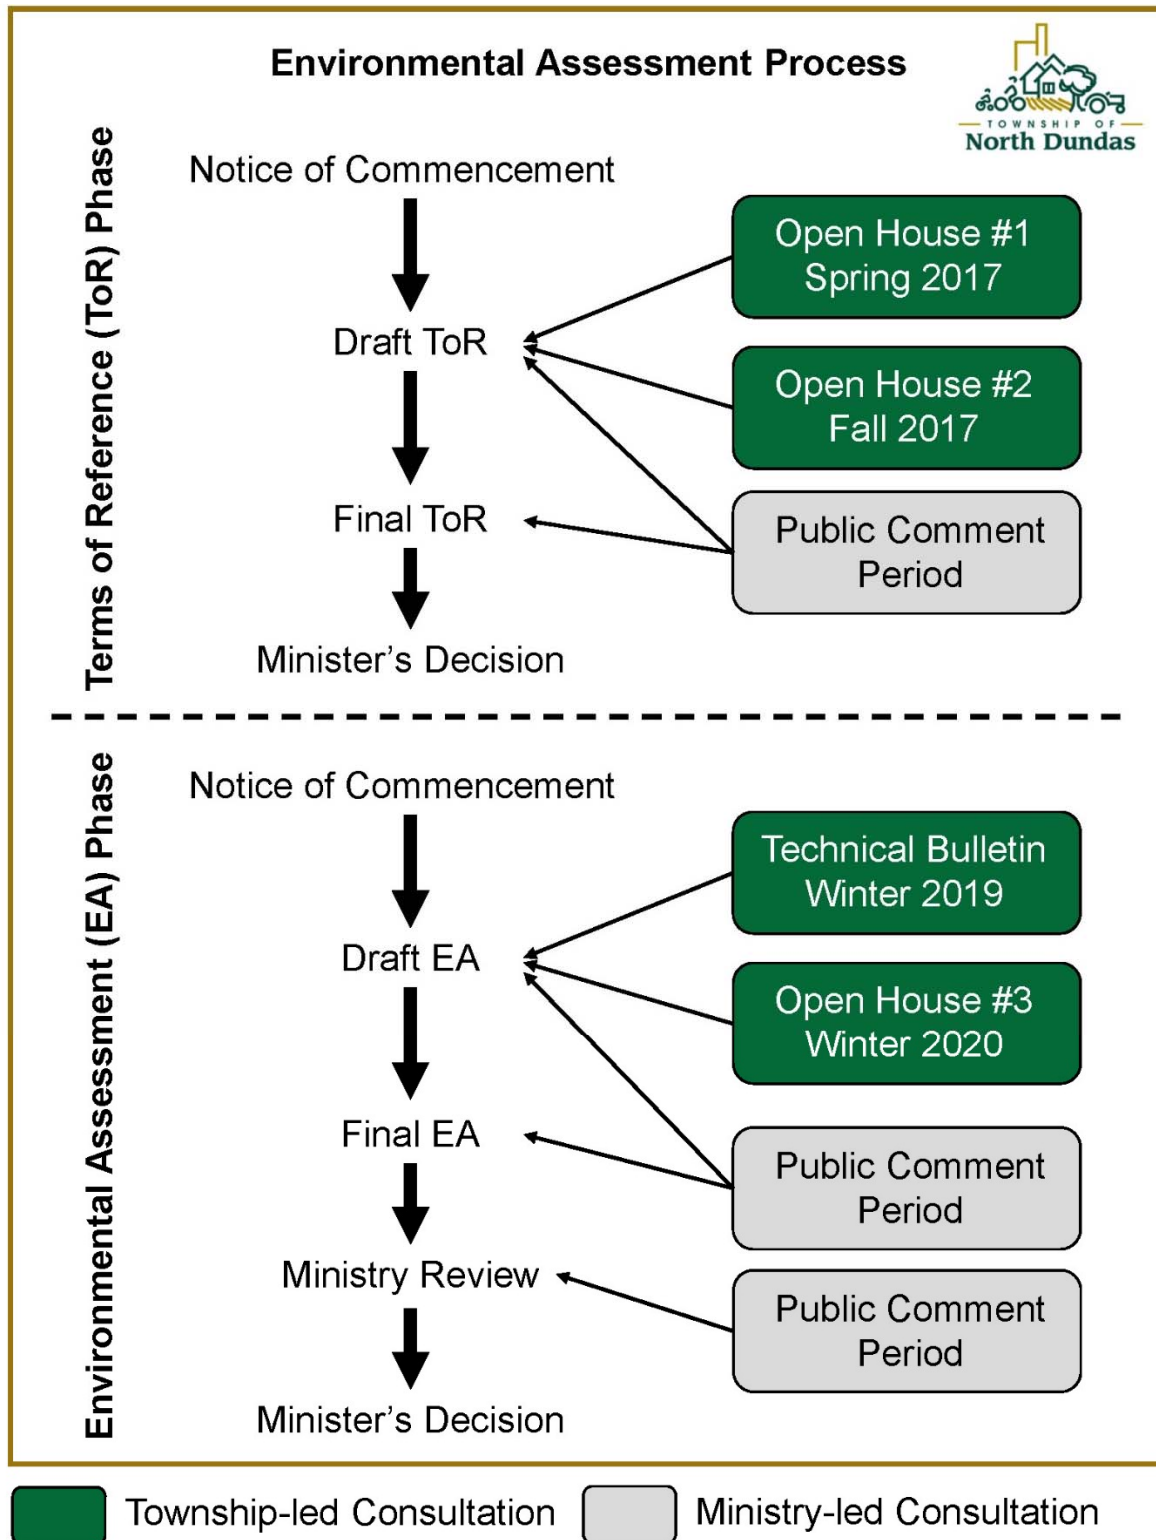 Environmental Assessment Process
TOWNSHIP OF
North Dundas
Terms of Reference (ToR) Phase
Notice of Commencement
Open House #1
Spring 2017
Draft ToR
Open House #2
Fall 2017
Final ToR
Public Comment
Period
Minister’s Decision
Environmental Assessment (EA) Phase
Notice of Commencement
Technical Bulletin
Winter 2019
Draft EA
Open House #3
Winter 2020
Final EA
Public Comment
Period
Ministry Review
Public Comment
Period
Minister’s Decision
Township-led Consultation
Ministry-led Consultation